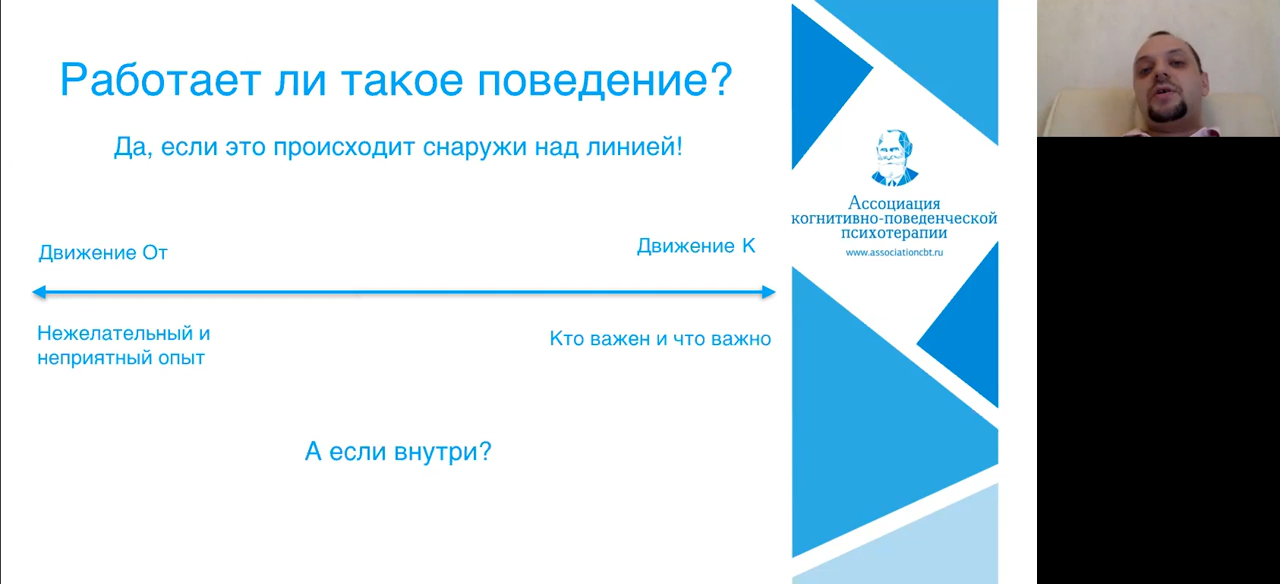 Работает ли такое поведение?
Да, если это происходит снаружи над линией!
Движение От
Движение К
Нежелательный и
неприятный опыт
Кто важен и что важно
А если внутри?
Ассоциация
когнитивно-поведенческой
психотерапии
www.associationcbt.ru